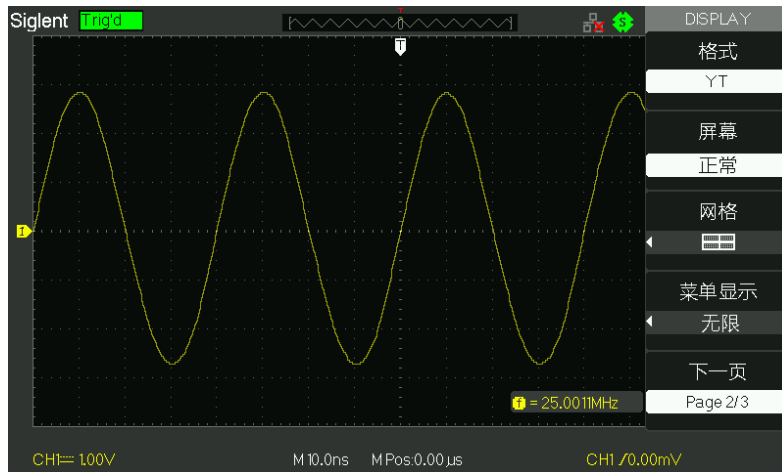 Siglent Trig'd
T
T
S
DISPLAY
格式
YT
屏幕
正常
网格
菜单显示
无限
下一页
Page 2/3
1
f = 25.0011MHz
CH1 1.00V M 10.0ns M Pos:0.00μs CH1 /0.00mV